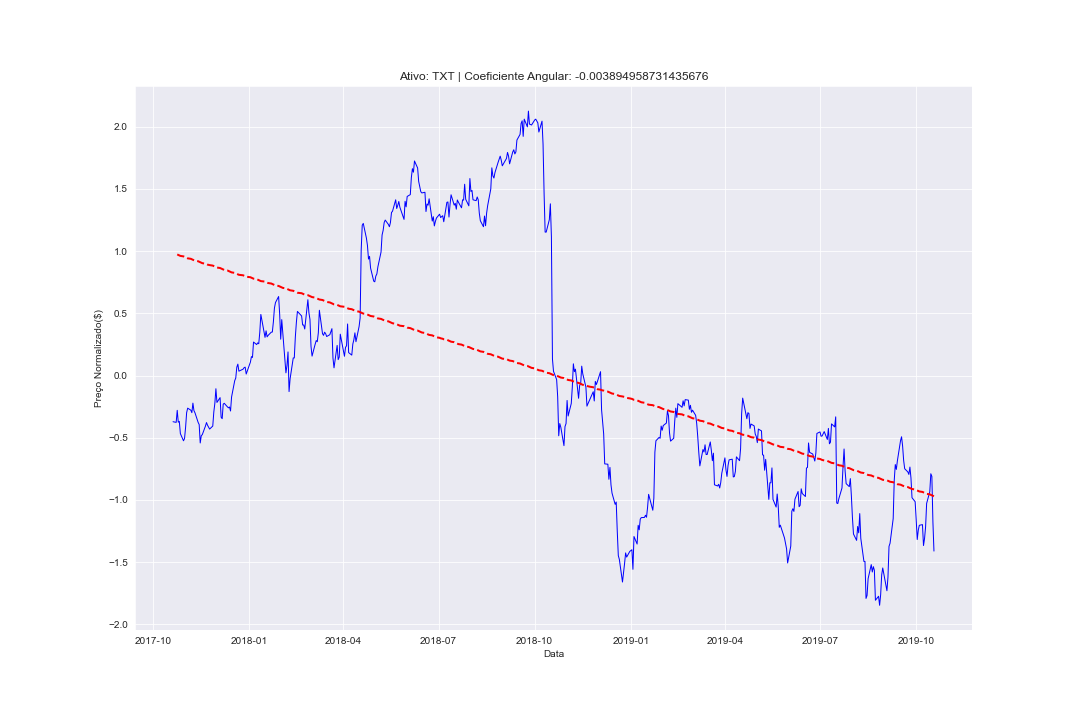 Ativo: TXT | Coeficiente Angular: -0.003894958731435676
2.0
1.5
1.0
0.5
0.0
−0.5
−1.0
−1.5
−2.0
Preço Normalizado($)
2017-10 2018-01 2018-04 2018-07 2018-10 2019-01 2019-04 2019-07 2019-10
Data